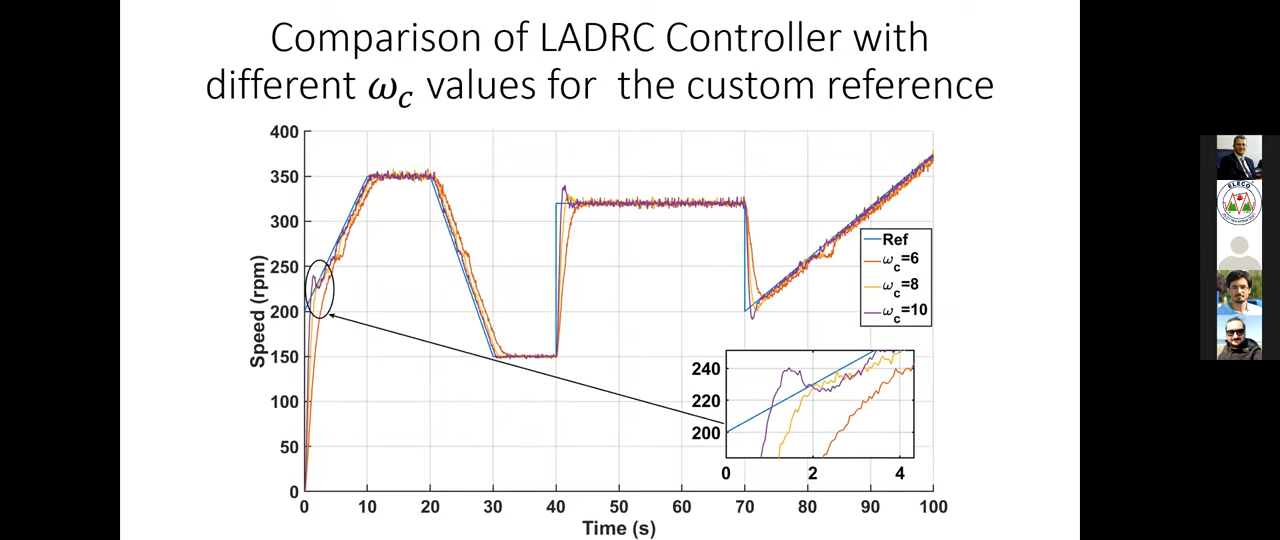 Comparison of LADRC Controller with
different ωc values for the custom reference
400
350
300
250
200
150
100
50
0
Speed (rpm)
0 10 20 30 40 50 60 70 80 90 100
Time (s)
Ref
ωc=6
ωc=8
ωc=10
240
220
200
0 2 4
ELECO